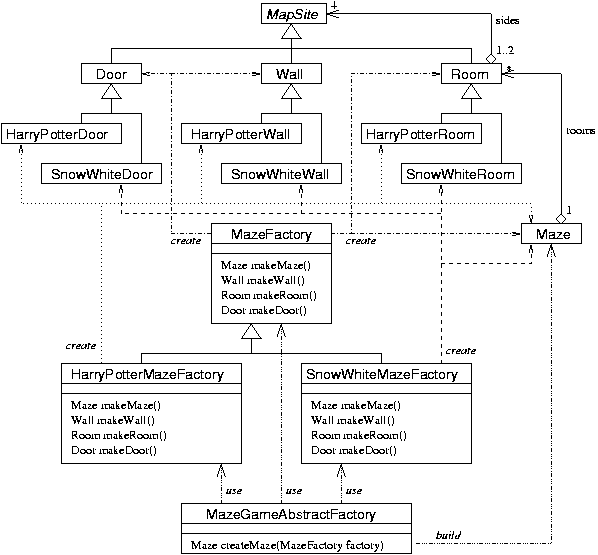 MapSite
4
sides
1..2
Door
Wall
Room
*
HarryPotterDoor
HarryPotterWall
HarryPotterRoom
rooms
SnowWhiteDoor
SnowWhiteWall
SnowWhiteRoom
1
MazeFactory
Maze
create
create
Maze makeMaze()
Wall makeWall()
Room makeRoom()
Door makeDoor()
create
create
HarryPotterMazeFactory
SnowWhiteMazeFactory
Maze makeMaze()
Wall makeWall()
Room makeRoom()
Door makeDoor()
Maze makeMaze()
Wall makeWall()
Room makeRoom()
Door makeDoor()
use
use
use
MazeGameAbstractFactory
build
Maze createMaze(MazeFactory factory)